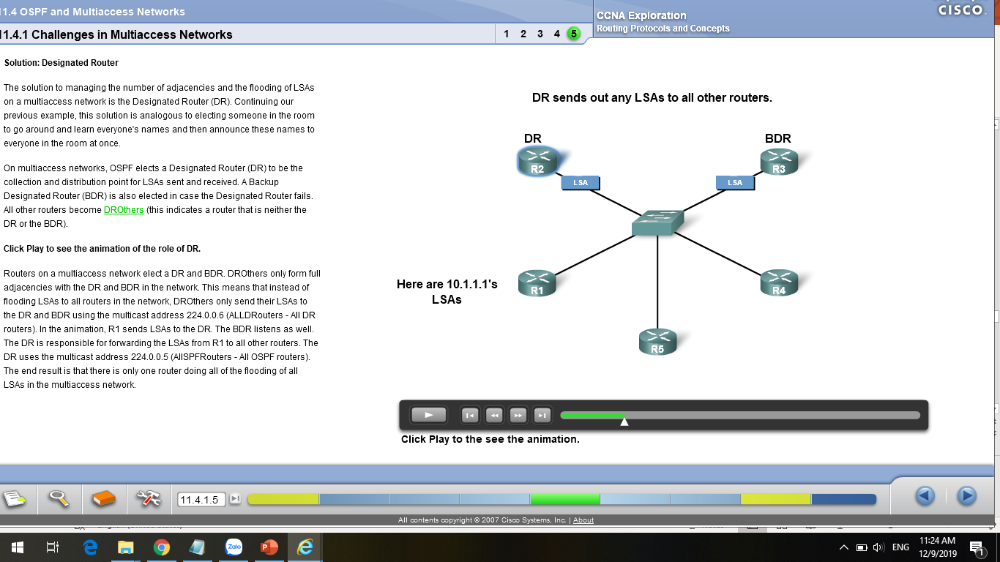 11.4 OSPF and Multiaccess Networks
CCNA Exploration
Routing Protocols and Concepts
CISCO.
11.4.1 Challenges in Multiaccess Networks
1 2 3 4 5
Solution: Designated Router
The solution to managing the number of adjacencies and the flooding of LSAs
on a multiaccess network is the Designated Router (DR). Continuing our
previous example, this solution is analogous to electing someone in the room
to go around and learn everyone's names and then announce these names to
everyone in the room at once.
On multiaccess networks, OSPF elects a Designated Router (DR) to be the
collection and distribution point for LSAs sent and received. A Backup
Designated Router (BDR) is also elected in case the Designated Router fails.
All other routers become DROthers (this indicates a router that is neither the
DR or the BDR).
Click Play to see the animation of the role of DR.
Routers on a multiaccess network elect a DR and BDR. DROthers only form full
adjacencies with the DR and BDR in the network. This means that instead of
flooding LSAs to all routers in the network, DROthers only send their LSAs to
the DR and BDR using the multicast address 224.0.0.6 (ALLDRouters - All DR
routers). In the animation, R1 sends LSAs to the DR. The BDR listens as well.
The DR is responsible for forwarding the LSAs from R1 to all other routers. The
DR uses the multicast address 224.0.0.5 (AllSPFRouters - All OSPF routers).
The end result is that there is only one router doing all of the flooding of all
LSAs in the multiaccess network.
DR sends out any LSAs to all other routers.
DR
BDR
R2
R3
LSA
LSA
Here are 10.1.1.1's
LSAs
R1
R4
R5
Click Play to the see the animation.
11.4.1.5
All contents copyright © 2007 Cisco Systems, Inc. | About
Zalo
ENG
11:24 AM
12/9/2019
1